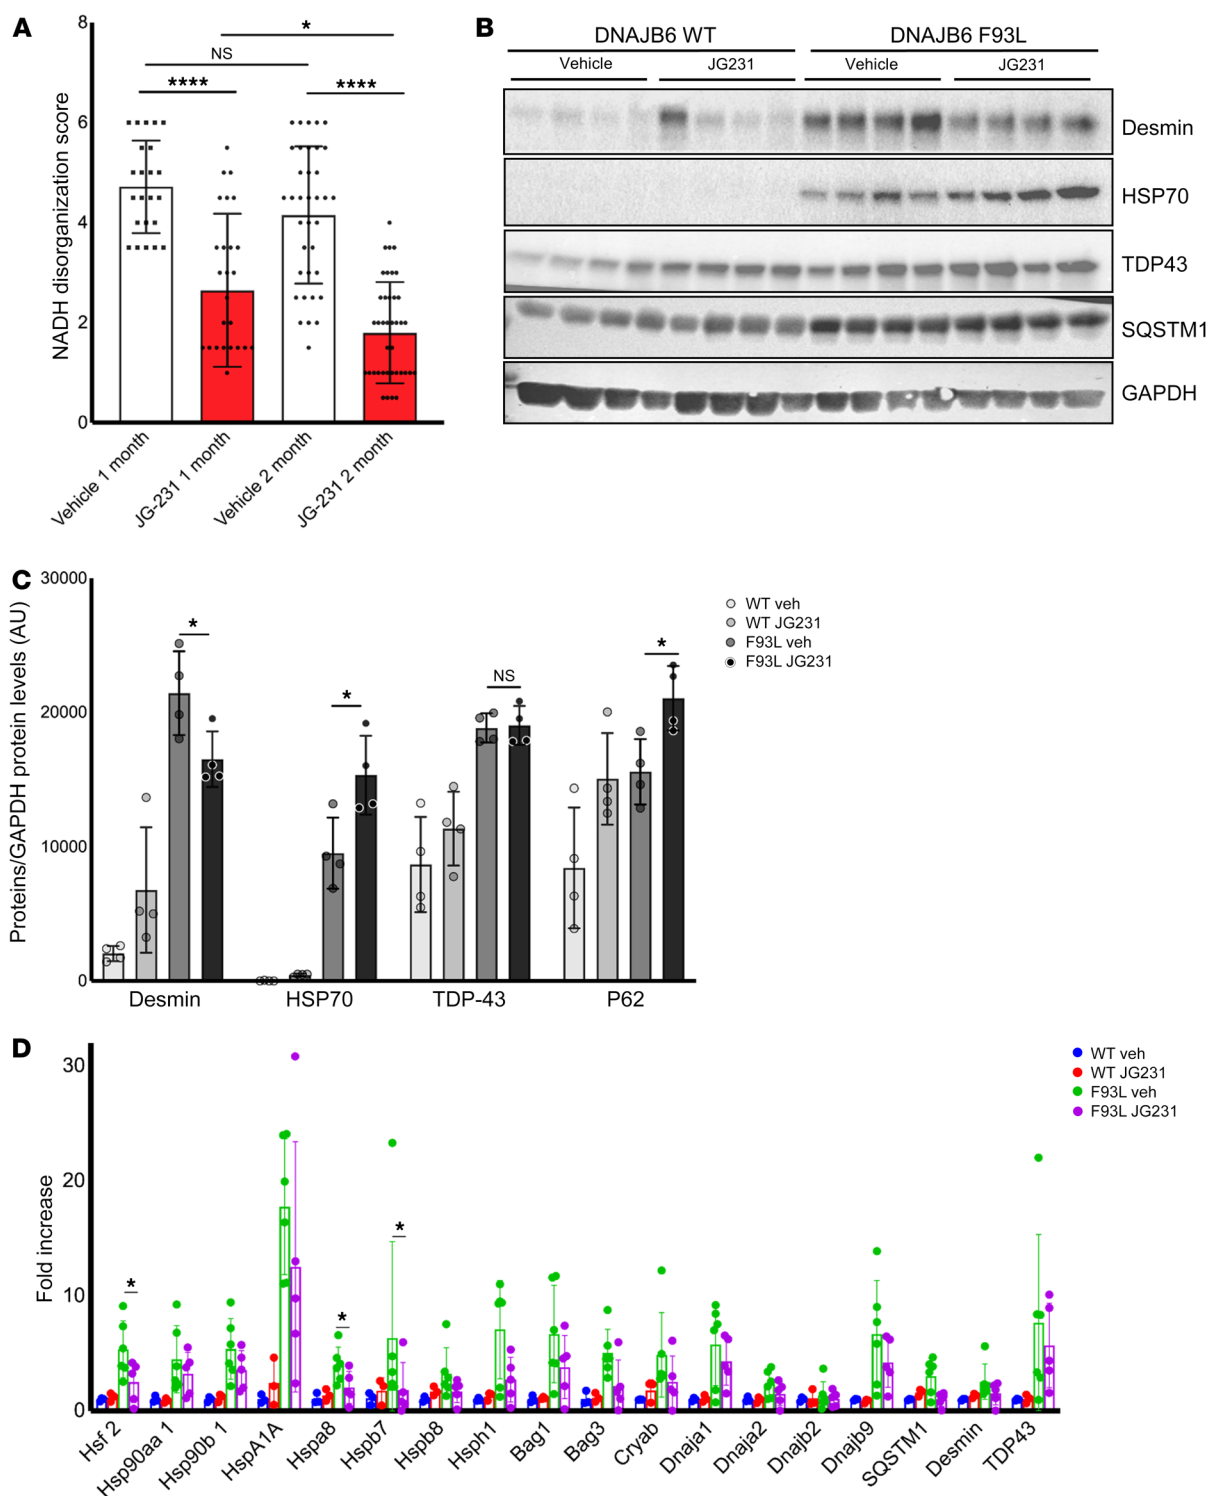 A
8
6
4
2
0
NADH disorganization score
*
NS
****
****
Vehicle 1 month
JG-231 1 month
Vehicle 2 month
JG-231 2 month
B
DNAJB6 WT
DNAJB6 F93L
Vehicle
JG231
Vehicle
JG231
Desmin
HSP70
TDP43
SQSTM1
GAPDH
C
30000
20000
10000
0
Proteins/GAPDH protein levels (AU)
*
*
NS
*
WT veh
WT JG231
F93L veh
F93L JG231
Desmin
HSP70
TDP-43
P62
D
30
20
10
0
Fold increase
*
*
*
WT veh
WT JG231
F93L veh
F93L JG231
Hsf 2
Hsp90aa 1
Hsp90b 1
HspA1A
Hspa8
Hspb7
Hspb8
Hsph1
Bag1
Bag3
Cryab
Dnaja1
Dnaja2
Dnajb2
Dnajb9
SQSTM1
Desmin
TDP43